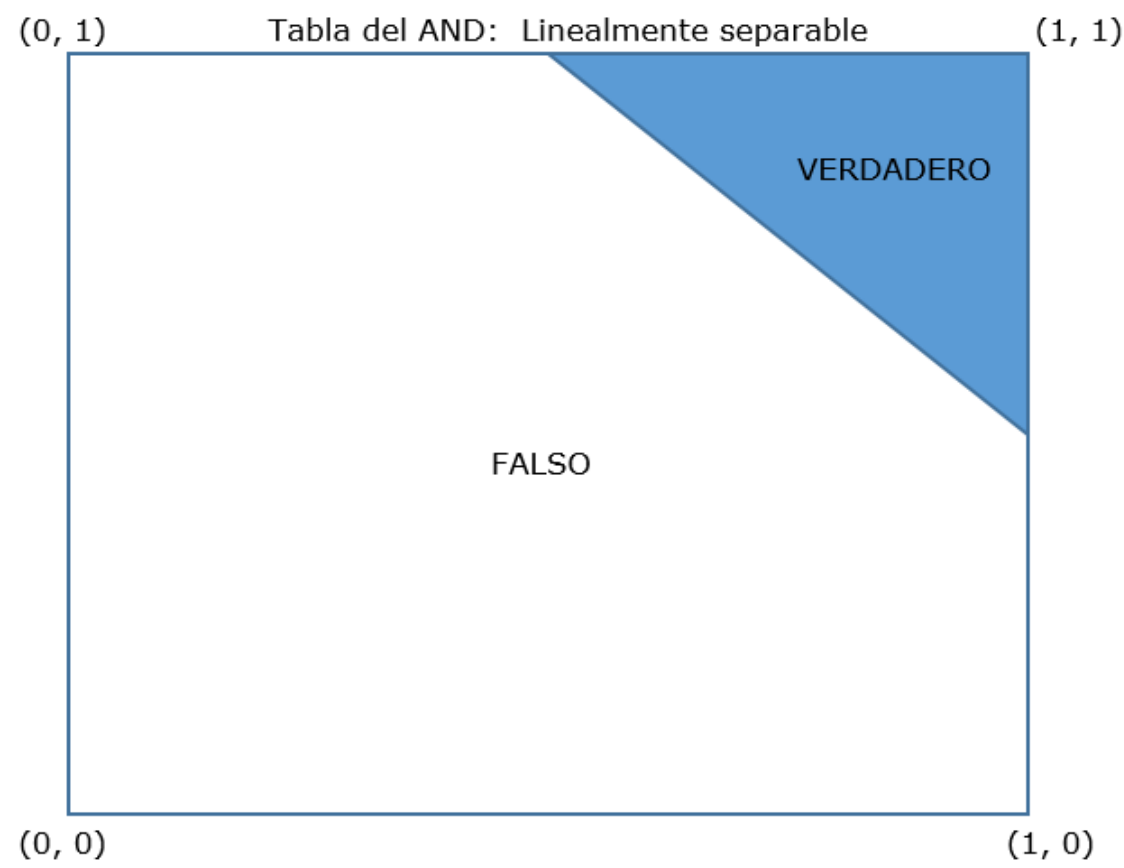 (0, 1) Tabla del AND: Linealmente separable (1, 1)
VERDADERO
FALSO
(0, 0) (1, 0)